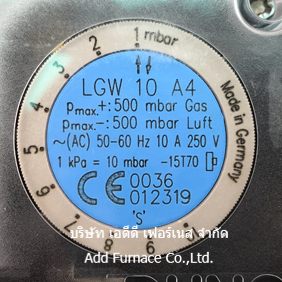 1 mbar
2
3
4
5
6
7
8
Made in Germany
LGW 10 A4
pmax.+: 500 mbar Gas
pmax.-: 500 mbar Luft
~(AC) 50-60 Hz 10 A 250 V
1 kPa = 10 mbar -15T70
CE 0036
012319
'S'
บริษัท เอดีดี เฟอร์เนส จำกัด
Add Furnace Co.,Ltd.